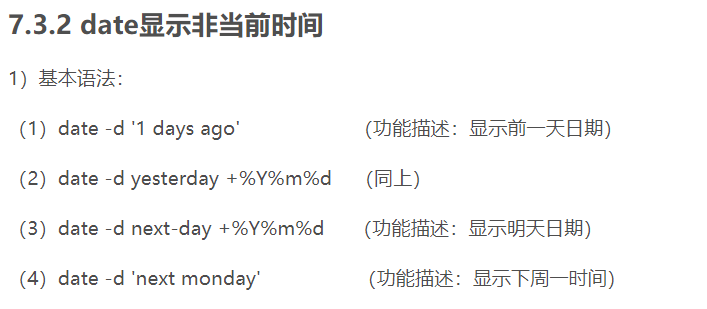 7.3.2 date显示非当前时间
1）基本语法：
（1）date -d '1 days ago' （功能描述：显示前一天日期）
（2）date -d yesterday +%Y%m%d （同上）
（3）date -d next-day +%Y%m%d （功能描述：显示明天日期）
（4）date -d 'next monday' （功能描述：显示下周一时间）